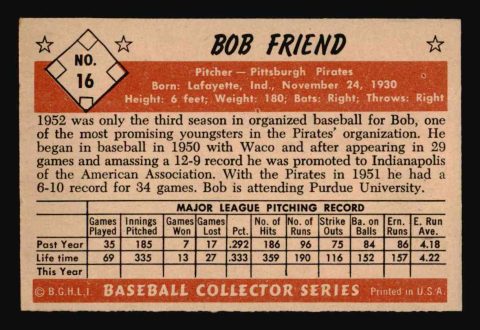 BOB FRIEND
NO.
16
Pitcher — Pittsburgh Pirates
Born: Lafayette, Ind., November 24, 1930
Height: 6 feet; Weight: 180; Bats: Right; Throws: Right
1952 was only the third season in organized baseball for Bob, one
of the most promising youngsters in the Pirates' organization. He
began in baseball in 1950 with Waco and after appearing in 29
games and amassing a 12-9 record he was promoted to Indianapolis
of the American Association. With the Pirates in 1951 he had a
6-10 record for 34 games. Bob is attending Purdue University.
MAJOR LEAGUE PITCHING RECORD
Games Played Innings Pitched Games Won Games Lost Pct. No. of Hits No. of Runs Strike Outs Ba. on Balls Ern. Runs E. Run Ave.
Past Year 35 185 7 17 .292 186 96 75 84 86 4.18
Life time 69 335 13 27 .333 359 190 116 152 157 4.22
This Year
© B.G.H.L.I. BASEBALL COLLECTOR SERIES Printed in U.S.A.